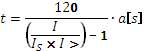 t = 120 / ((I / (I_S × I >)) − 1) · a[s]